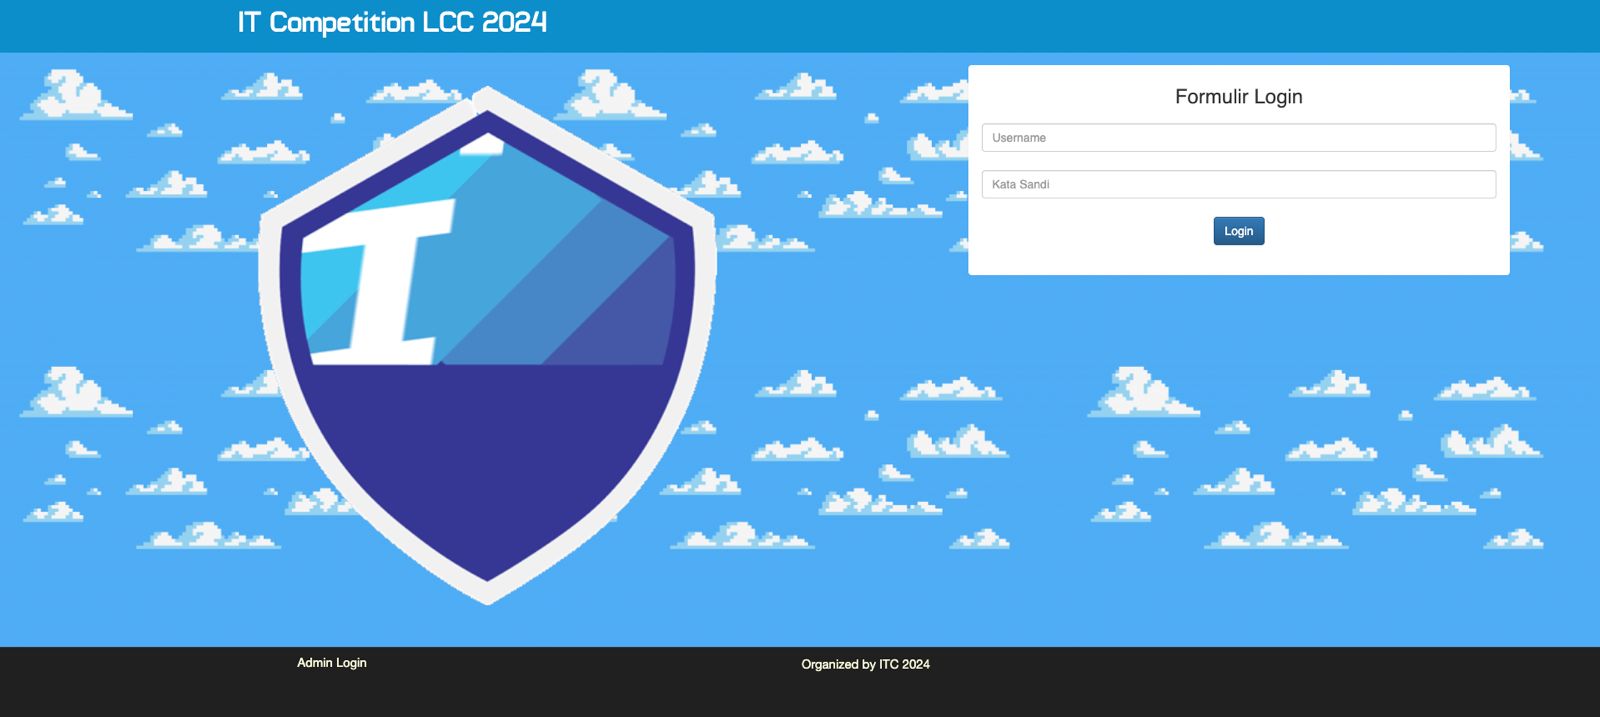 IT Competition LCC 2024
Formulir Login
Username
Kata Sandi
Login
I
Admin Login
Organized by ITC 2024